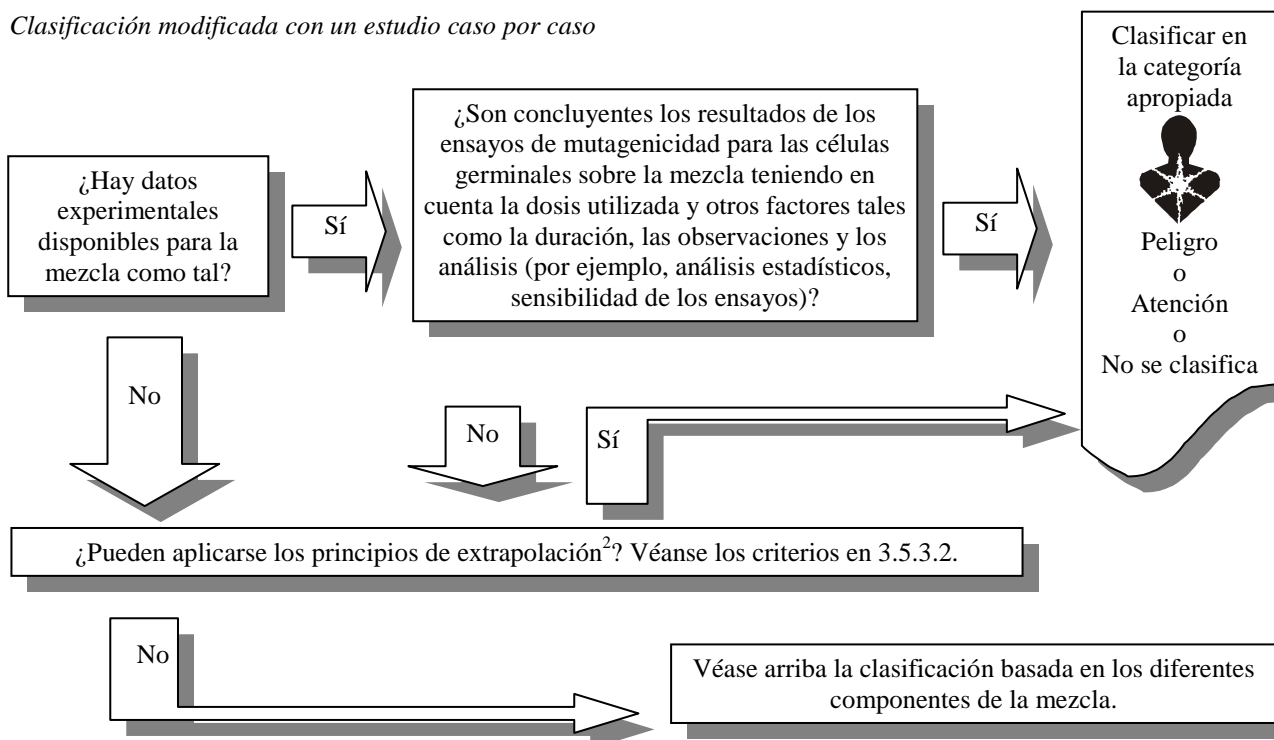 Clasificación modificada con un estudio caso por caso
¿Hay datos
experimentales
disponibles para la
mezcla como tal?
Sí
¿Son concluyentes los resultados de los
ensayos de mutagenicidad para las células
germinales sobre la mezcla teniendo en
cuenta la dosis utilizada y otros factores tales
como la duración, las observaciones y los
análisis (por ejemplo, análisis estadísticos,
sensibilidad de los ensayos)?
Sí
Clasificar en
la categoría
apropiada
Peligro
o
Atención
o
No se clasifica
No
No
Sí
¿Pueden aplicarse los principios de extrapolación²? Véanse los criterios en 3.5.3.2.
No
Véase arriba la clasificación basada en los diferentes
componentes de la mezcla.